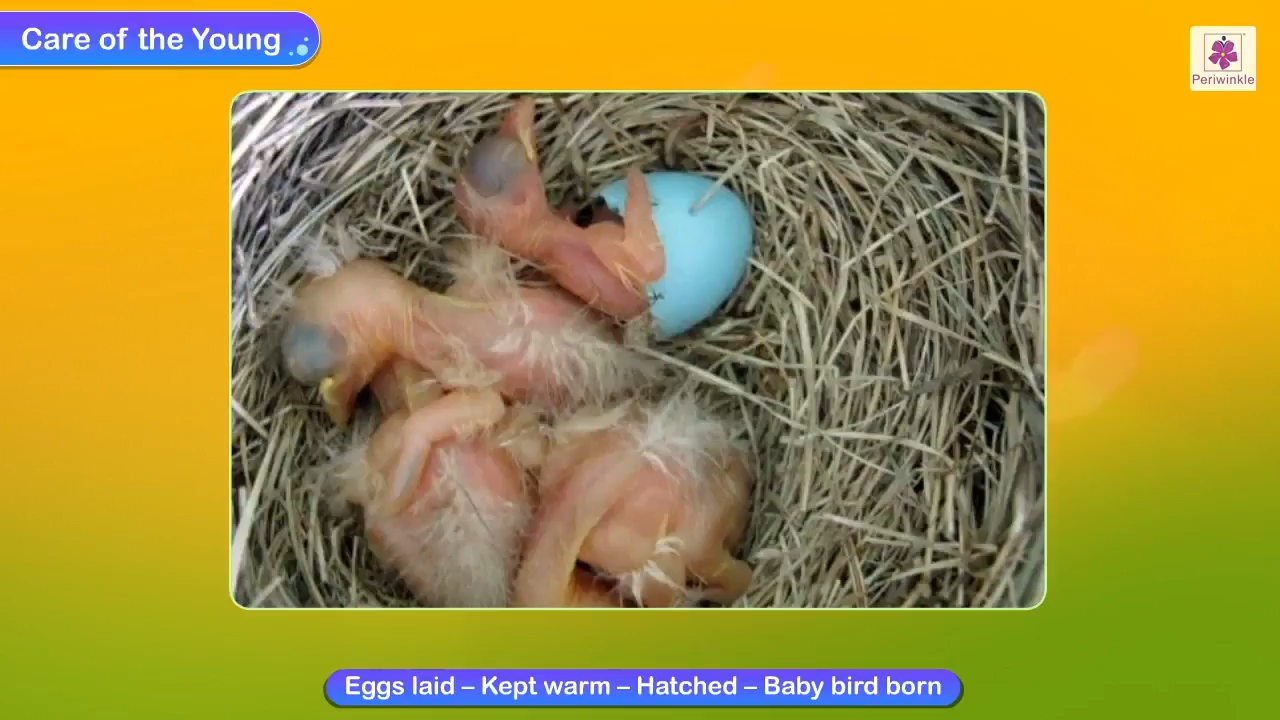 Care of the Young
Periwinkle
Eggs laid – Kept warm – Hatched – Baby bird born